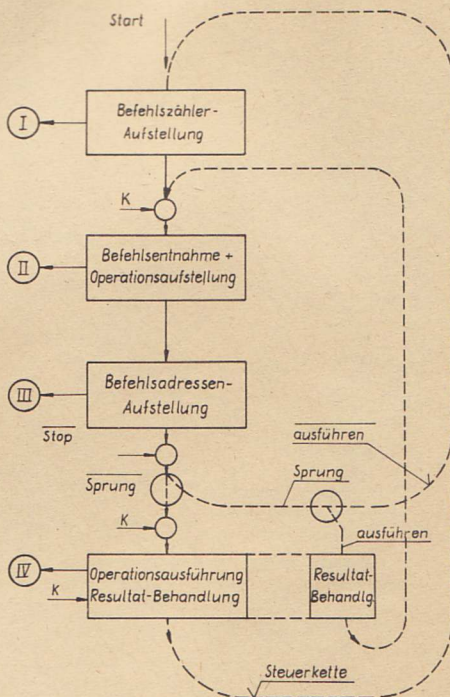 Start
Befehlszähler-
Aufstellung
I
K
Befehlsentnahme +
Operationsaufstellung
II
Befehlsadressen-
Aufstellung
III
Stop
ausführen
Sprung
Sprung
K
ausführen
IV
Operationsausführung
Resultat-Behandlung
K
Resultat-
Behandlg.
Steuerkette